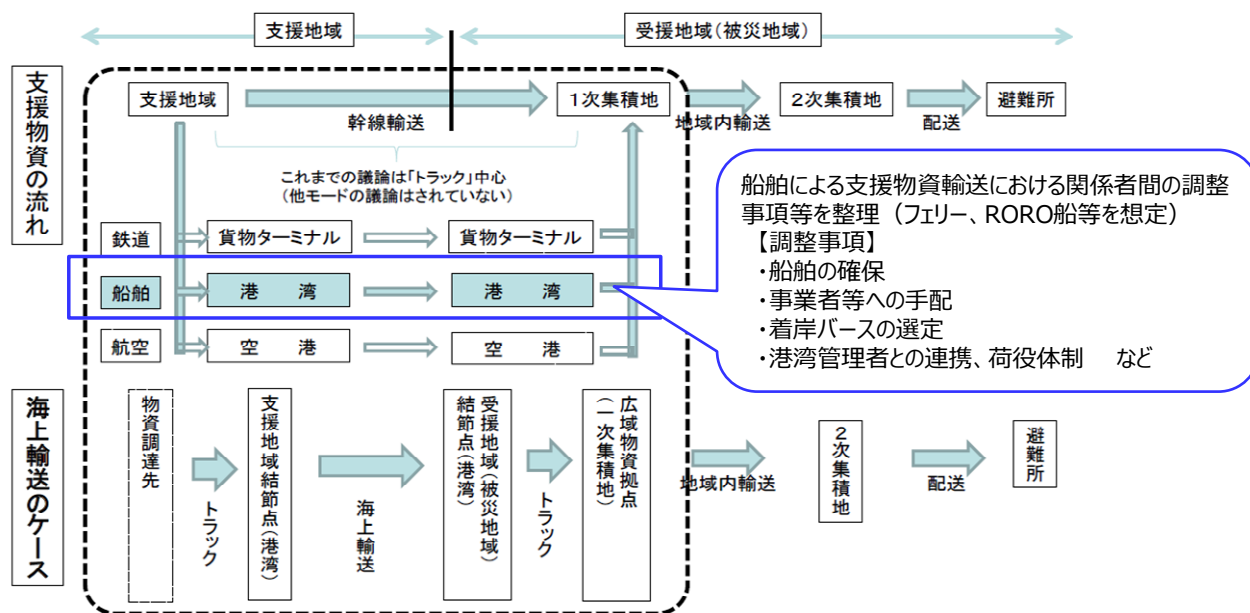 支援地域
受援地域(被災地域)
支援物資の流れ
支援地域
1次集積地
2次集積地
避難所
幹線輸送
地域内輸送
配送
これまでの議論は「トラック」中心
(他モードの議論はされていない)
鉄道
貨物ターミナル
貨物ターミナル
船舶
港 湾
港 湾
航空
空 港
空 港
船舶による支援物資輸送における関係者間の調整
事項等を整理（フェリー、RORO船等を想定）
【調整事項】
・船舶の確保
・事業者等への手配
・着岸バースの選定
・港湾管理者との連携、荷役体制 など
海上輸送のケース
物資調達先
トラック
支援地域結節点(港湾)
海上輸送
受援地域(被災地域)
結節点(港湾)
トラック
広域物資拠点
(一次集積地)
地域内輸送
2次集積地
配送
避難所